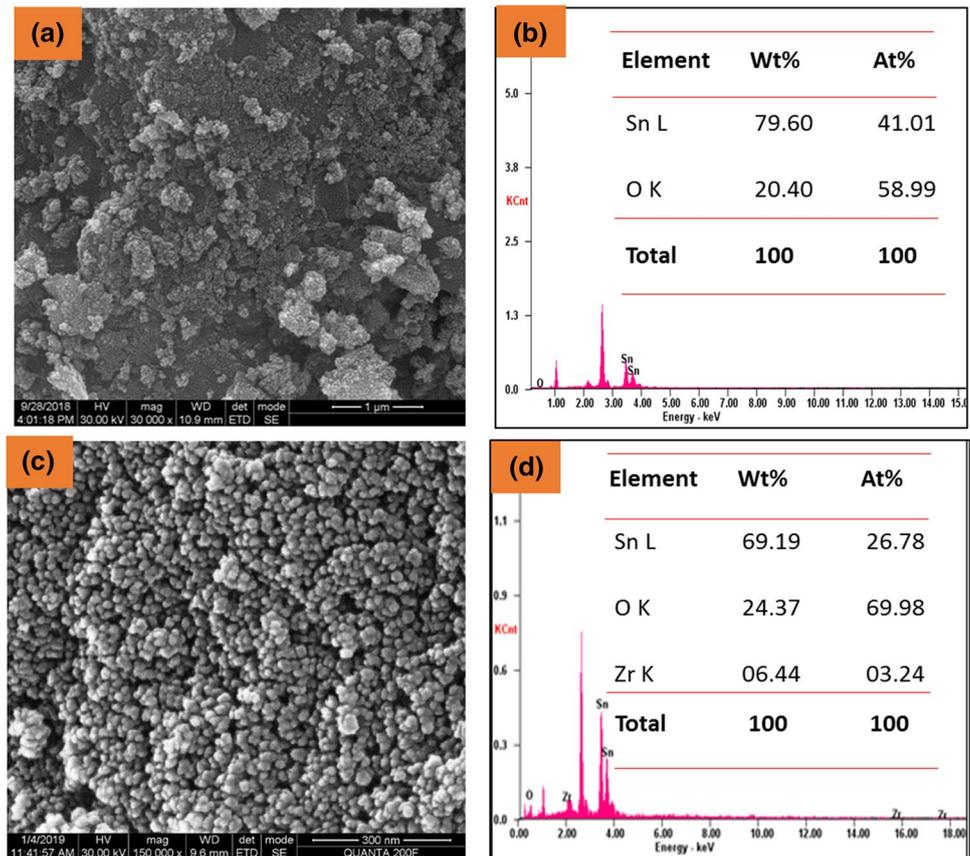 (a)
9/28/2018 HV mag WD det mode 1 µm
4:01:18 PM 30.00 kV 30 000 x 10.9 mm ETD SE
(b)
Element Wt% At%
Sn L 79.60 41.01
O K 20.40 58.99
Total 100 100
5.0
3.8
KCnt
2.5
1.3
0.0
O
Sn
Sn
1.00 2.00 3.00 4.00 5.00 6.00 7.00 8.00 9.00 10.00 11.00 12.00 13.00 14.00 15.0
Energy - keV
(c)
1/4/2019 HV mag WD det mode 300 nm
11:41:57 AM 30.00 kV 150 000 x 9.6 mm ETD SE QUANTA 200F
(d)
Element Wt% At%
Sn L 69.19 26.78
O K 24.37 69.98
Zr K 06.44 03.24
Total 100 100
1.1
0.9
KCnt
0.6
0.3
0.0
O
Zr
Sn
Sn
Zr
Zr
0.00 2.00 4.00 6.00 8.00 10.00 12.00 14.00 16.00 18.00
Energy - keV